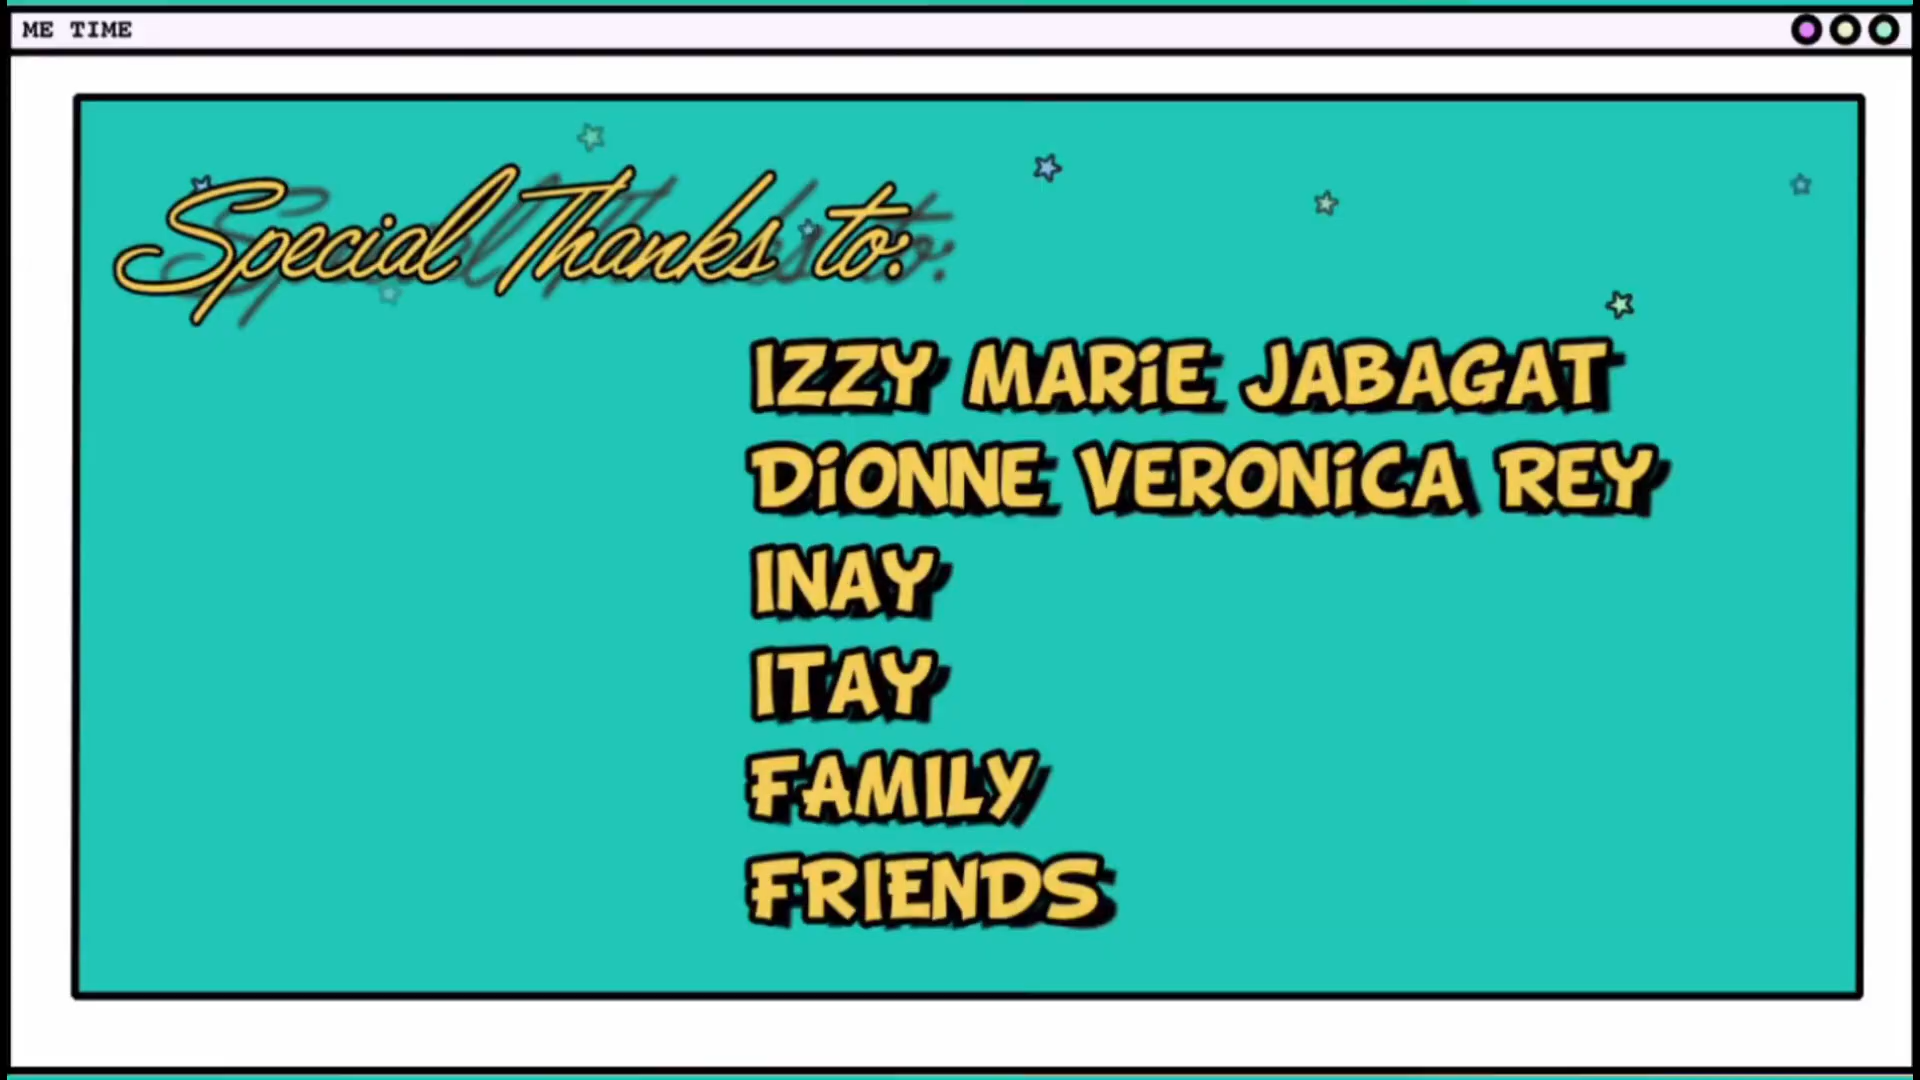 ME TIME
Special Thanks to:
IZZY MARiE JABAGAT
DiONNE VERONiCA REY
INAY
ITAY
FAMILY
FRIENDS